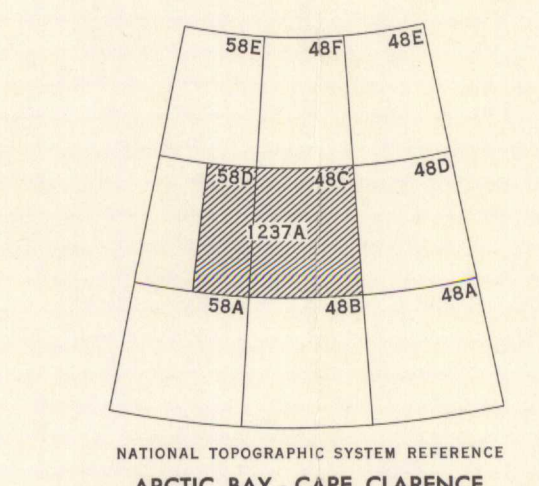 58E 48F 48E
58D 48C 48D
1237A
58A 48B 48A
NATIONAL TOPOGRAPHIC SYSTEM REFERENCE
ARCTIC BAY - CAPE CLARENCE